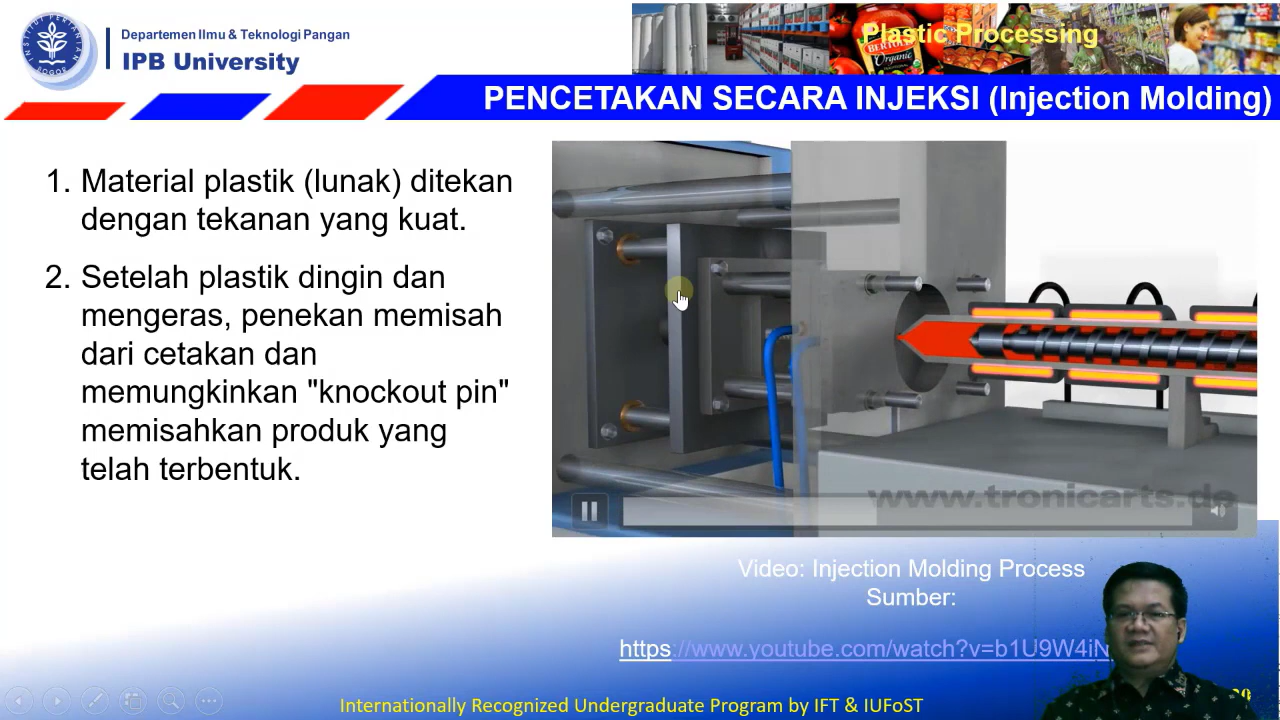 Departemen Ilmu & Teknologi Pangan
IPB University
Plastic Processing
BERTOLLI
Organic
PENCETAKAN SECARA INJEKSI (Injection Molding)
1. Material plastik (lunak) ditekan
dengan tekanan yang kuat.
2. Setelah plastik dingin dan
mengeras, penekan memisah
dari cetakan dan
memungkinkan "knockout pin"
memisahkan produk yang
telah terbentuk.
www.tronicarts.de
Video: Injection Molding Process
Sumber:
https://www.youtube.com/watch?v=b1U9W4iN
Internationally Recognized Undergraduate Program by IFT & IUFoST